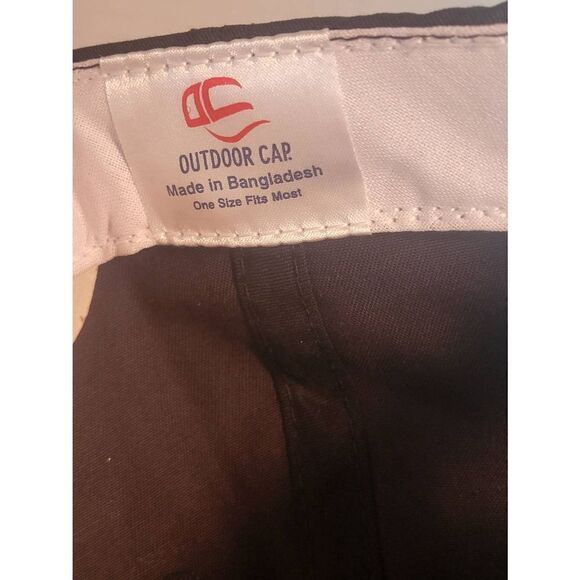 OUTDOOR CAP.
Made in Bangladesh
One Size Fits Most